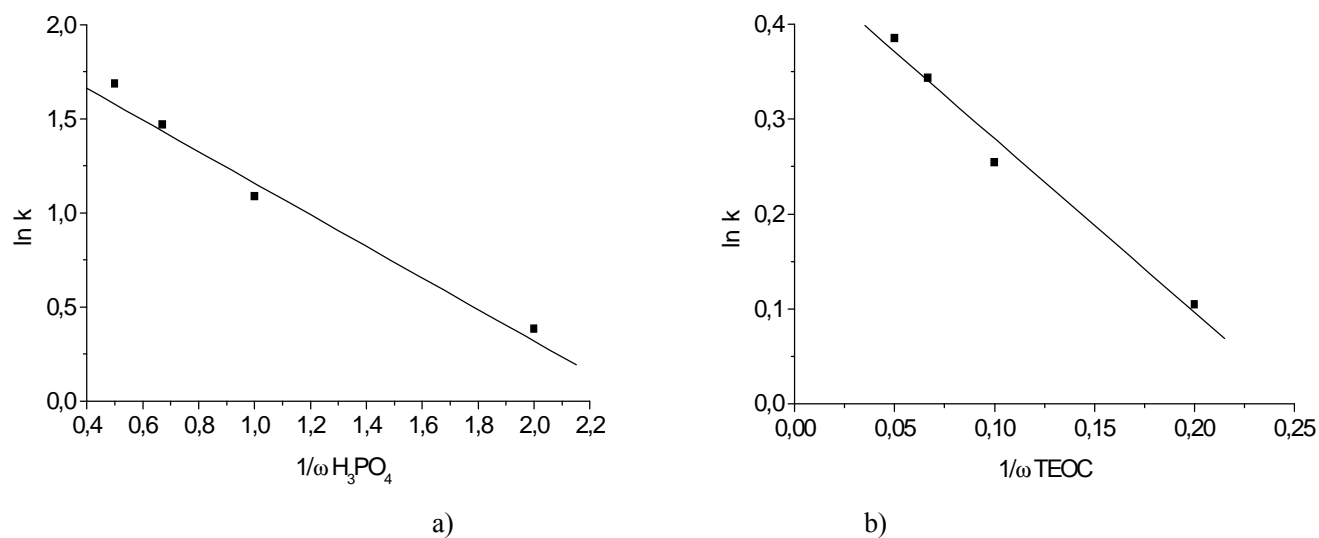 2,0
1,5
1,0
0,5
0,0
ln k
0,4 0,6 0,8 1,0 1,2 1,4 1,6 1,8 2,0 2,2
1/ω H₃PO₄
a)
0,4
0,3
0,2
0,1
0,0
ln k
0,00 0,05 0,10 0,15 0,20 0,25
1/ω TEOC
b)